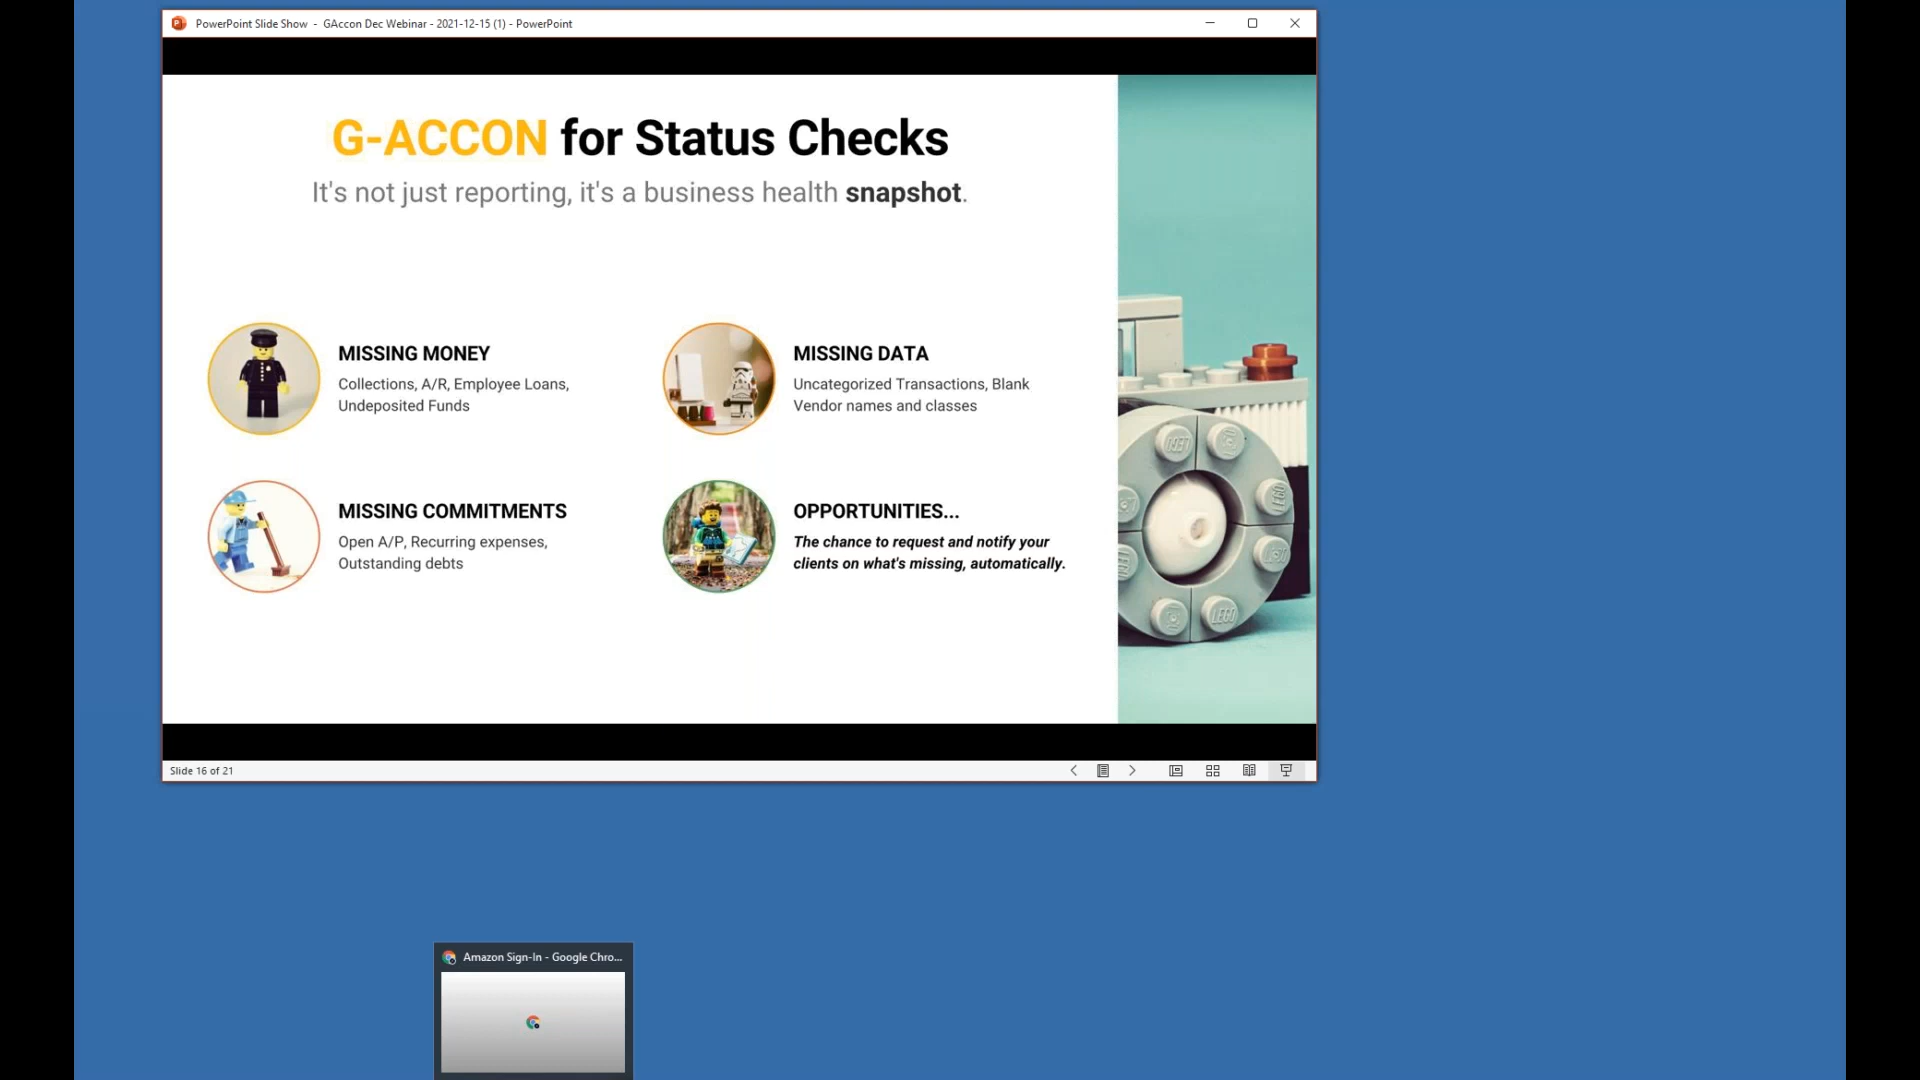 PowerPoint Slide Show - GAccon Dec Webinar - 2021-12-15 (1) - PowerPoint
G-ACCON for Status Checks
It's not just reporting, it's a business health snapshot.
MISSING MONEY
Collections, A/R, Employee Loans,
Undeposited Funds
MISSING DATA
Uncategorized Transactions, Blank
Vendor names and classes
MISSING COMMITMENTS
Open A/P, Recurring expenses,
Outstanding debts
OPPORTUNITIES...
The chance to request and notify your
clients on what's missing, automatically.
LEGO
LEGO
LEGO
Slide 16 of 21
Amazon Sign-In - Google Chro...